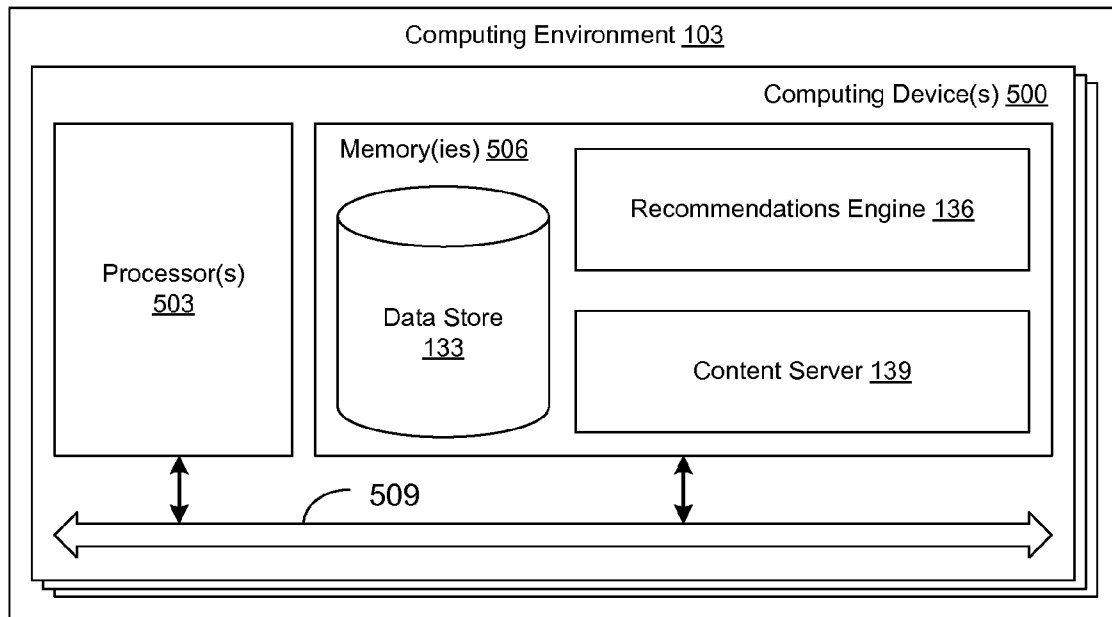 Computing Environment 103
Computing Device(s) 500
Processor(s)
503
Memory(ies) 506
Data Store
133
Recommendations Engine 136
Content Server 139
509